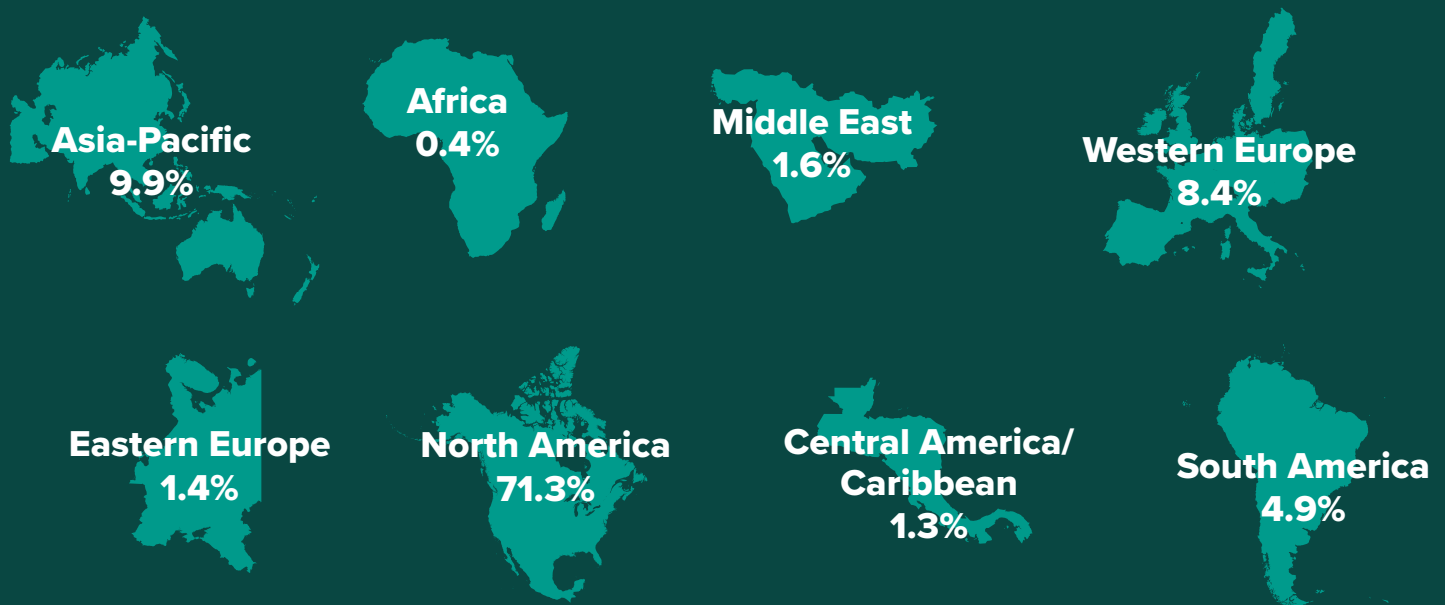 Asia-Pacific
9.9%
Africa
0.4%
Middle East
1.6%
Western Europe
8.4%
Eastern Europe
1.4%
North America
71.3%
Central America/
Caribbean
1.3%
South America
4.9%